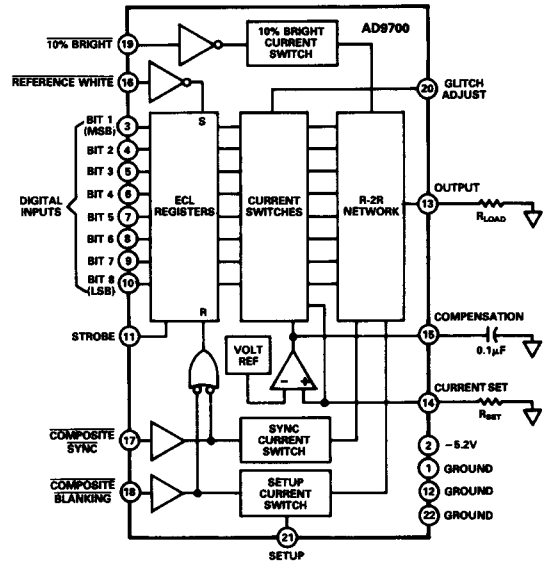 AD9700
10% BRIGHT
19
10% BRIGHT
CURRENT
SWITCH
REFERENCE WHITE
16
20
GLITCH
ADJUST
S
BIT 1
(MSB)
3
BIT 2
4
BIT 3
5
BIT 4
6
BIT 5
7
BIT 6
8
BIT 7
9
BIT 8
(LSB)
10
DIGITAL
INPUTS
ECL
REGISTERS
CURRENT
SWITCHES
R-2R
NETWORK
OUTPUT
13
RLOAD
R
STROBE
11
VOLT
REF
COMPENSATION
15
0.1μF
- +
CURRENT SET
14
RSET
COMPOSITE
SYNC
17
SYNC
CURRENT
SWITCH
2
-5.2V
1
GROUND
COMPOSITE
BLANKING
18
SETUP
CURRENT
SWITCH
12
GROUND
22
GROUND
21
SETUP